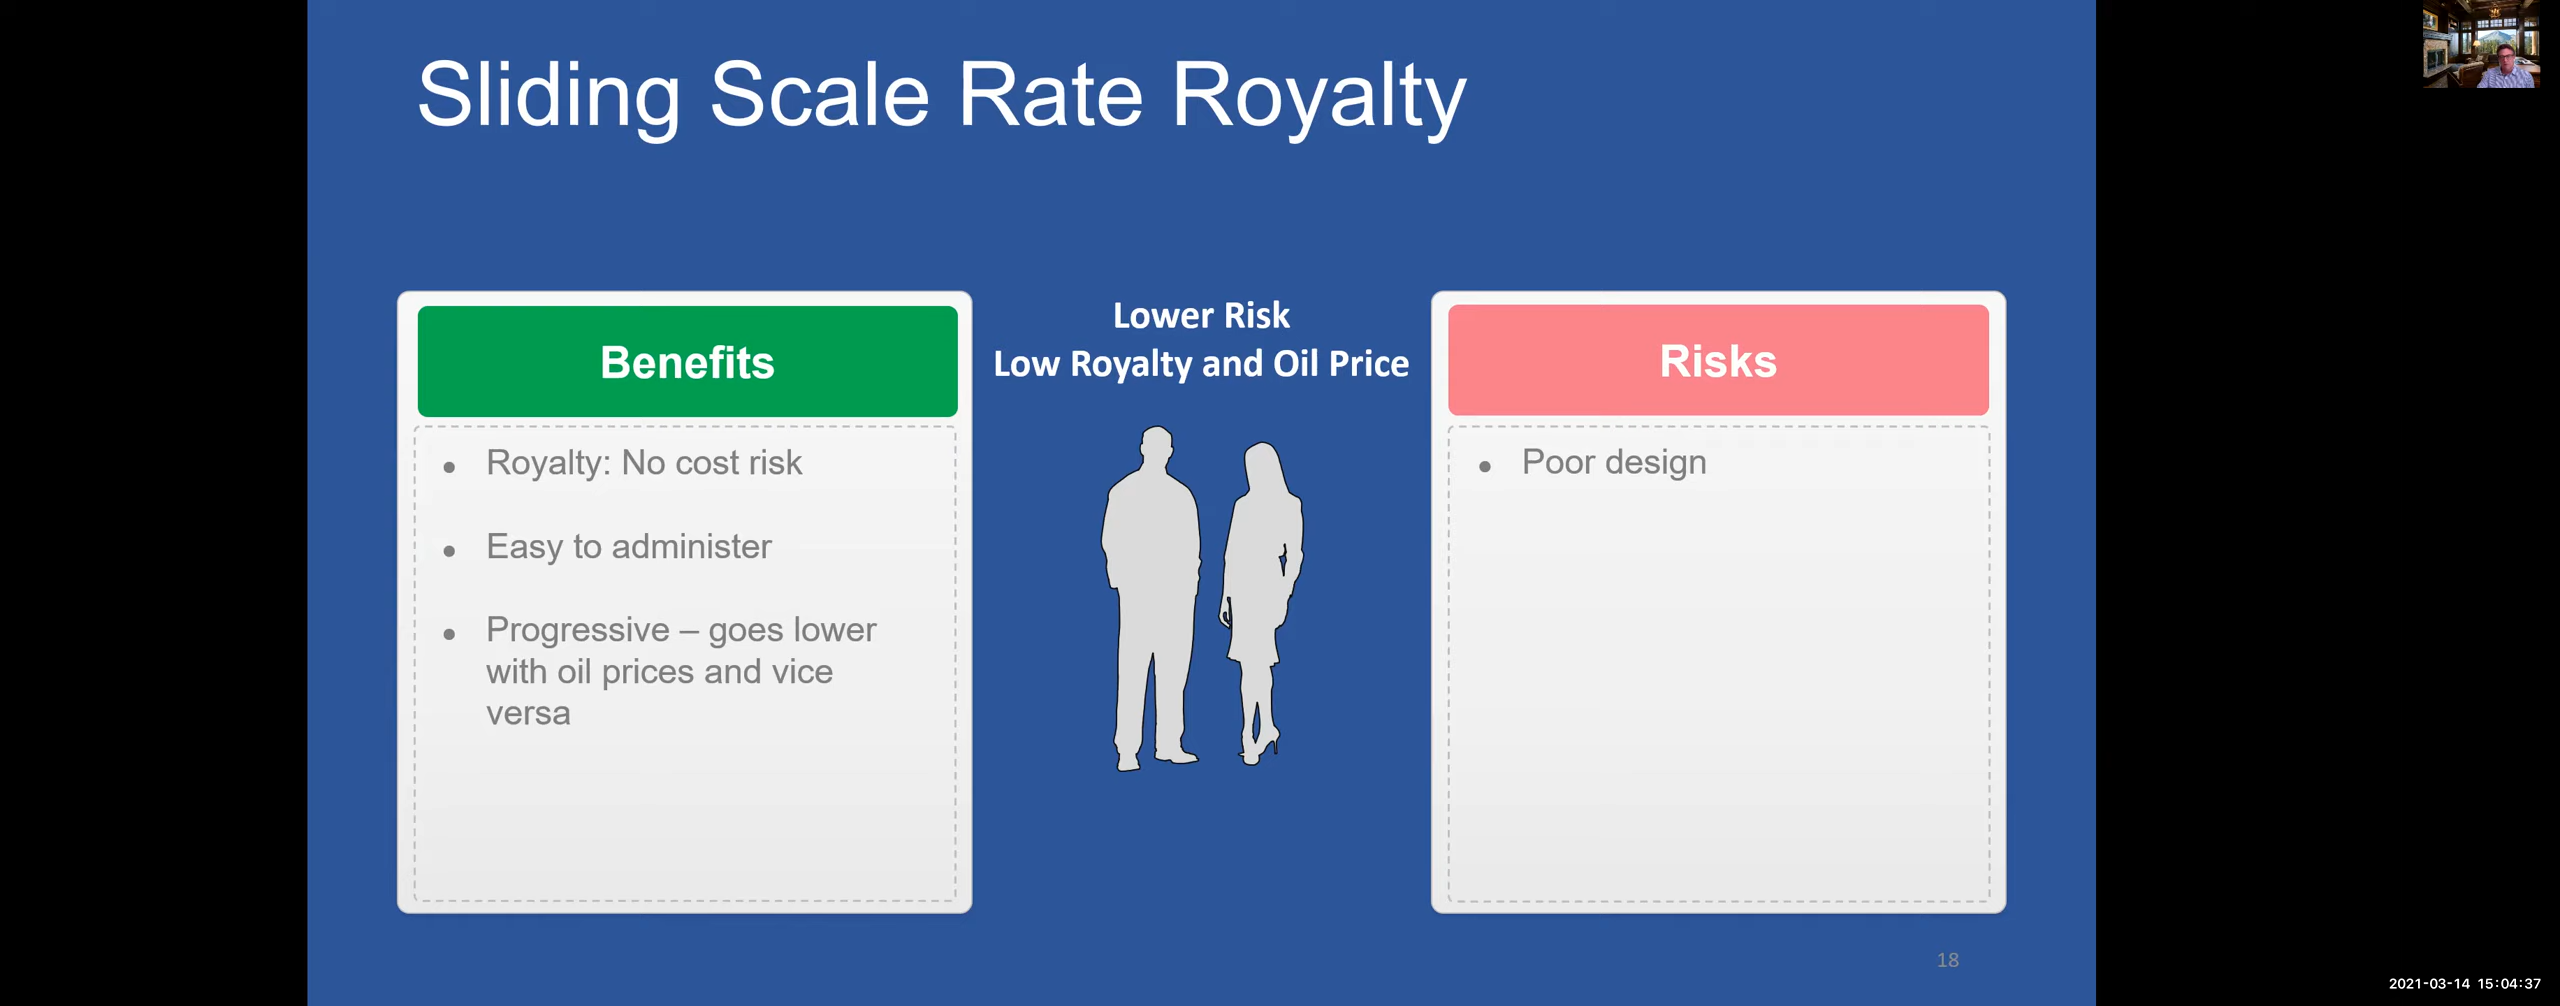 Sliding Scale Rate Royalty
Benefits
• Royalty: No cost risk
• Easy to administer
• Progressive – goes lower
with oil prices and vice
versa
Lower Risk
Low Royalty and Oil Price
Risks
• Poor design
18
2021-03-14 15:04:37